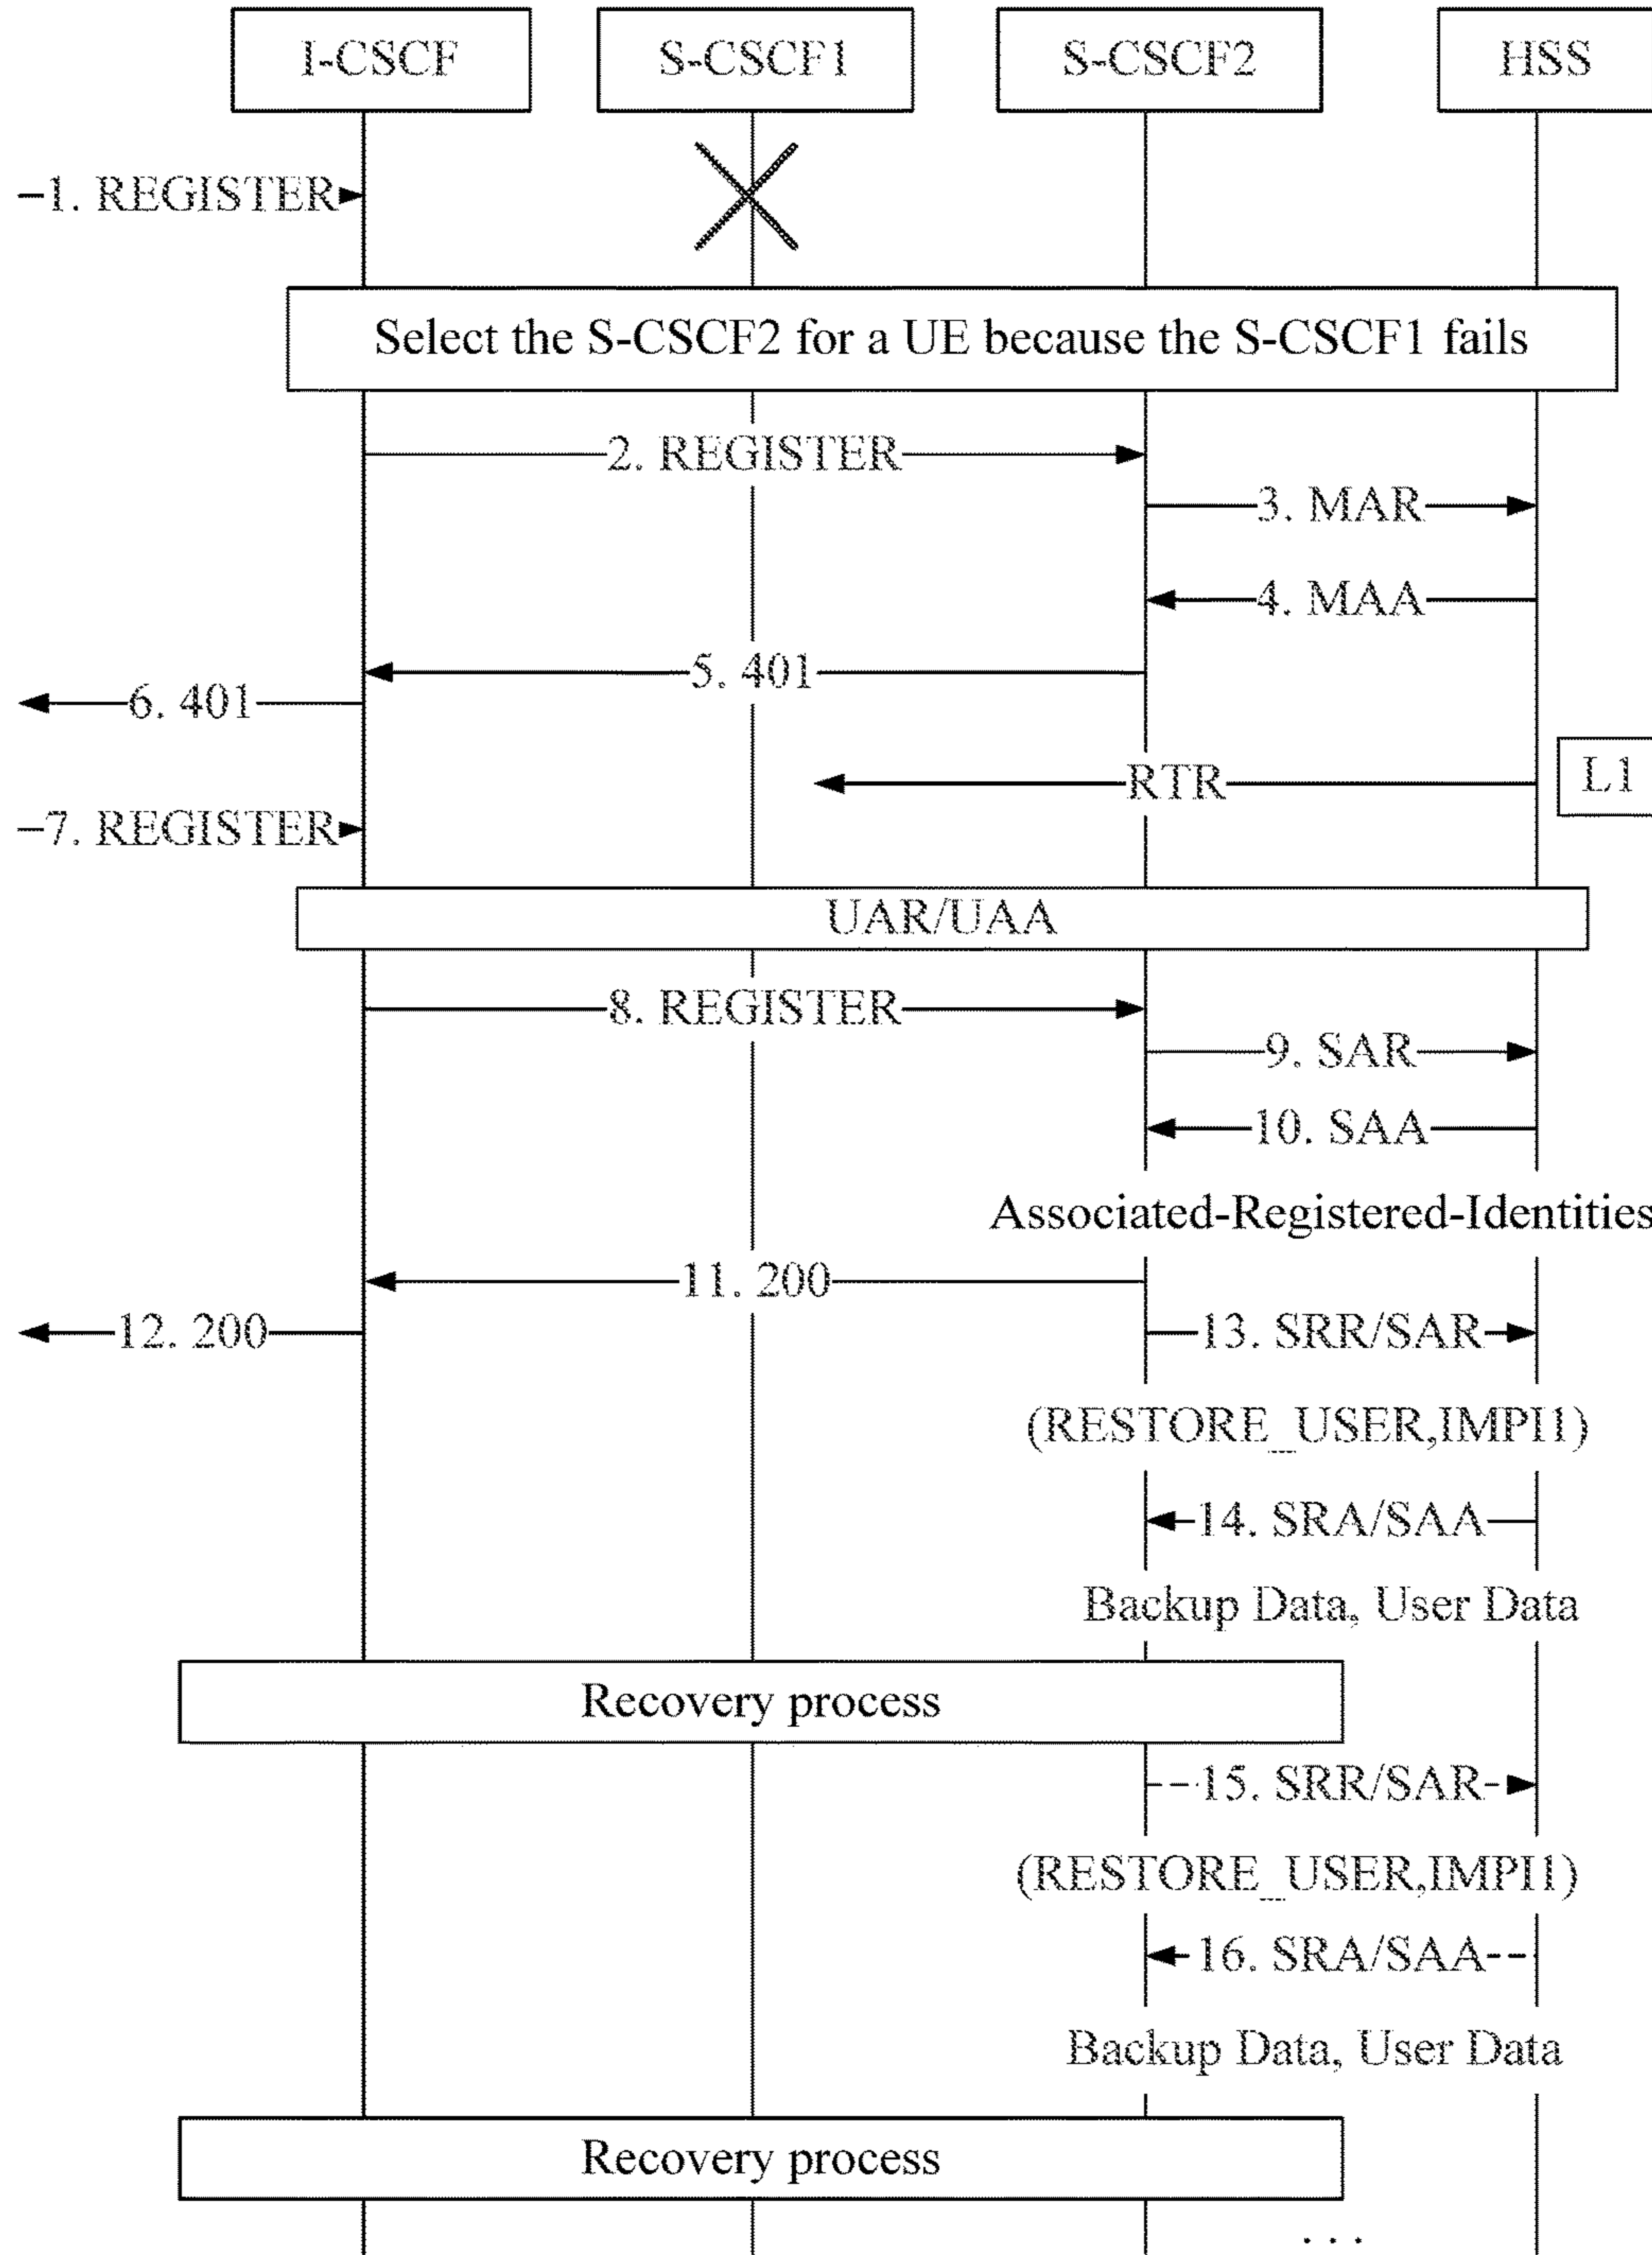 I-CSCF
S-CSCF1
S-CSCF2
HSS
1. REGISTER
Select the S-CSCF2 for a UE because the S-CSCF1 fails
2. REGISTER
3. MAR
4. MAA
5. 401
6. 401
RTR
L1
7. REGISTER
UAR/UAA
8. REGISTER
9. SAR
10. SAA
Associated-Registered-Identities
11. 200
12. 200
13. SRR/SAR
(RESTORE_USER,IMPI1)
14. SRA/SAA
Backup Data, User Data
Recovery process
15. SRR/SAR
(RESTORE_USER,IMPI1)
16. SRA/SAA
Backup Data, User Data
Recovery process
. . .